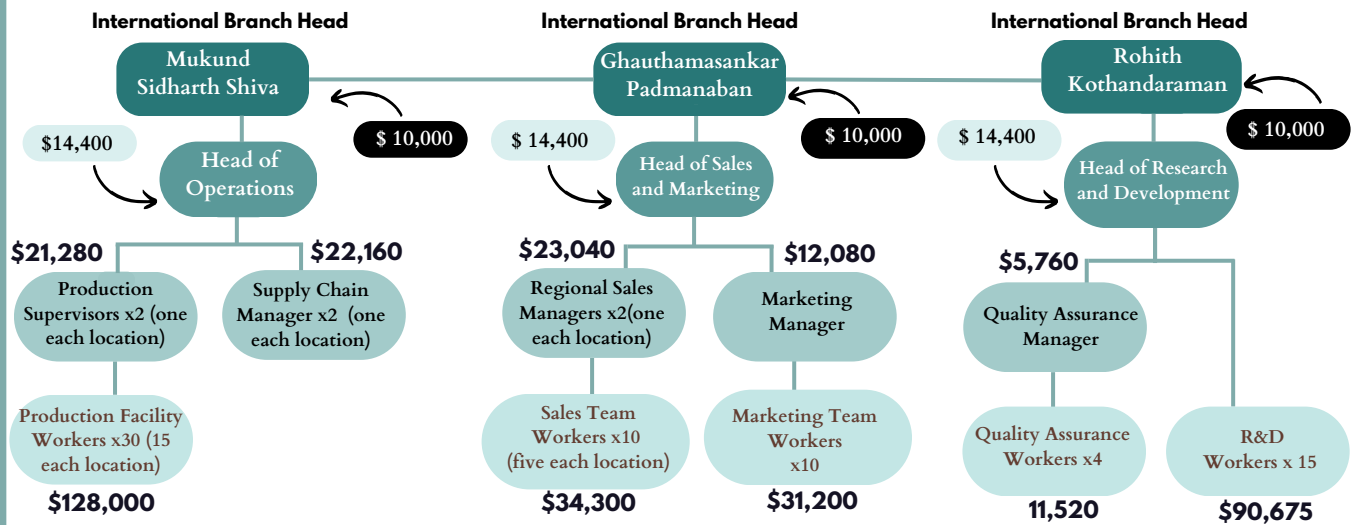 International Branch Head
Mukund
Sidharth Shiva
$ 10,000
$14,400
Head of
Operations
$21,280
$22,160
Production
Supervisors x2 (one
each location)
Supply Chain
Manager x2 (one
each location)
Production Facility
Workers x30 (15
each location)
$128,000
International Branch Head
Ghauthamasankar
Padmanaban
$ 10,000
$ 14,400
Head of Sales
and Marketing
$23,040
$12,080
Regional Sales
Managers x2(one
each location)
Marketing
Manager
Sales Team
Workers x10
(five each location)
Marketing Team
Workers
x10
$34,300
$31,200
International Branch Head
Rohith
Kothandaraman
$ 10,000
$ 14,400
Head of Research
and Development
$5,760
Quality Assurance
Manager
Quality Assurance
Workers x4
R&D
Workers x 15
11,520
$90,675